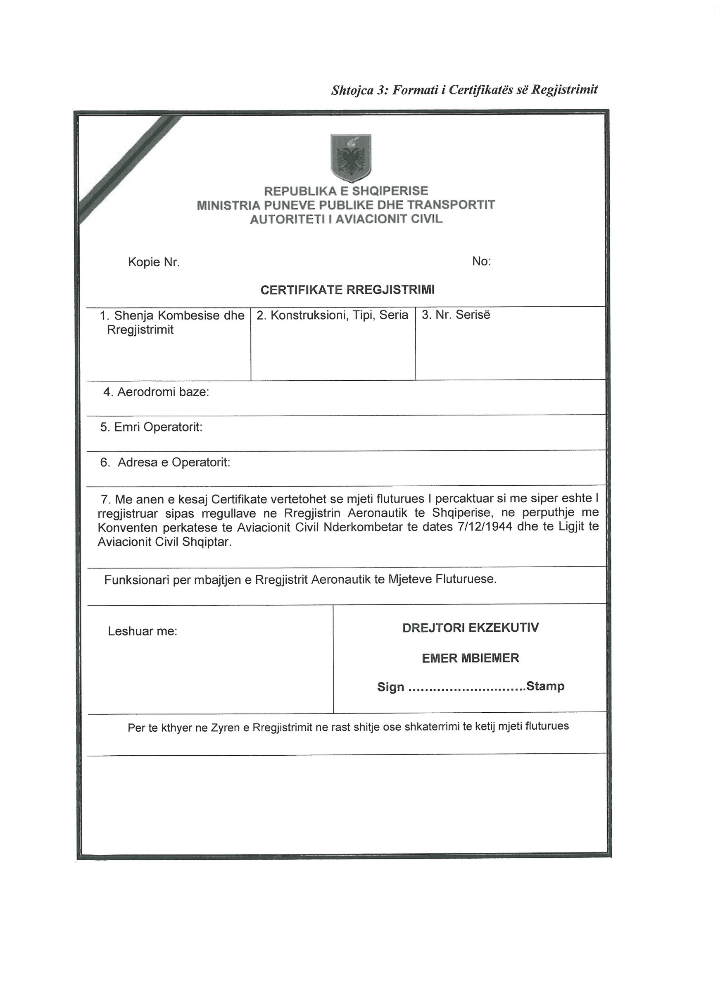 Shtojca 3: Formati i Certifikatës së Regjistrimit
REPUBLIKA E SHQIPERISE
MINISTRIA PUNEVE PUBLIKE DHE TRANSPORTIT
AUTORITETI I AVIACIONIT CIVIL
Kopie Nr.
No:
CERTIFIKATE RREGJISTRIMI
1. Shenja Kombesise dhe
Rregjistrimit
2. Konstruksioni, Tipi, Seria
3. Nr. Serisë
4. Aerodromi baze:
5. Emri Operatorit:
6. Adresa e Operatorit:
7. Me anen e kesaj Certifikate vertetohet se mjeti fluturues I percaktuar si me siper eshte I
rregjistruar sipas rregullave ne Rregjistrin Aeronautik te Shqiperise, ne perputhje me
Konventen perkatese te Aviacionit Civil Nderkombetar te dates 7/12/1944 dhe te Ligjit te
Aviacionit Civil Shqiptar.
Funksionari per mbajtjen e Rregjistrit Aeronautik te Mjeteve Fluturuese.
Leshuar me:
DREJTORI EKZEKUTIV
EMER MBIEMER
Sign ............................Stamp
Per te kthyer ne Zyren e Rregjistrimit ne rast shitje ose shkaterrimi te ketij mjeti fluturues